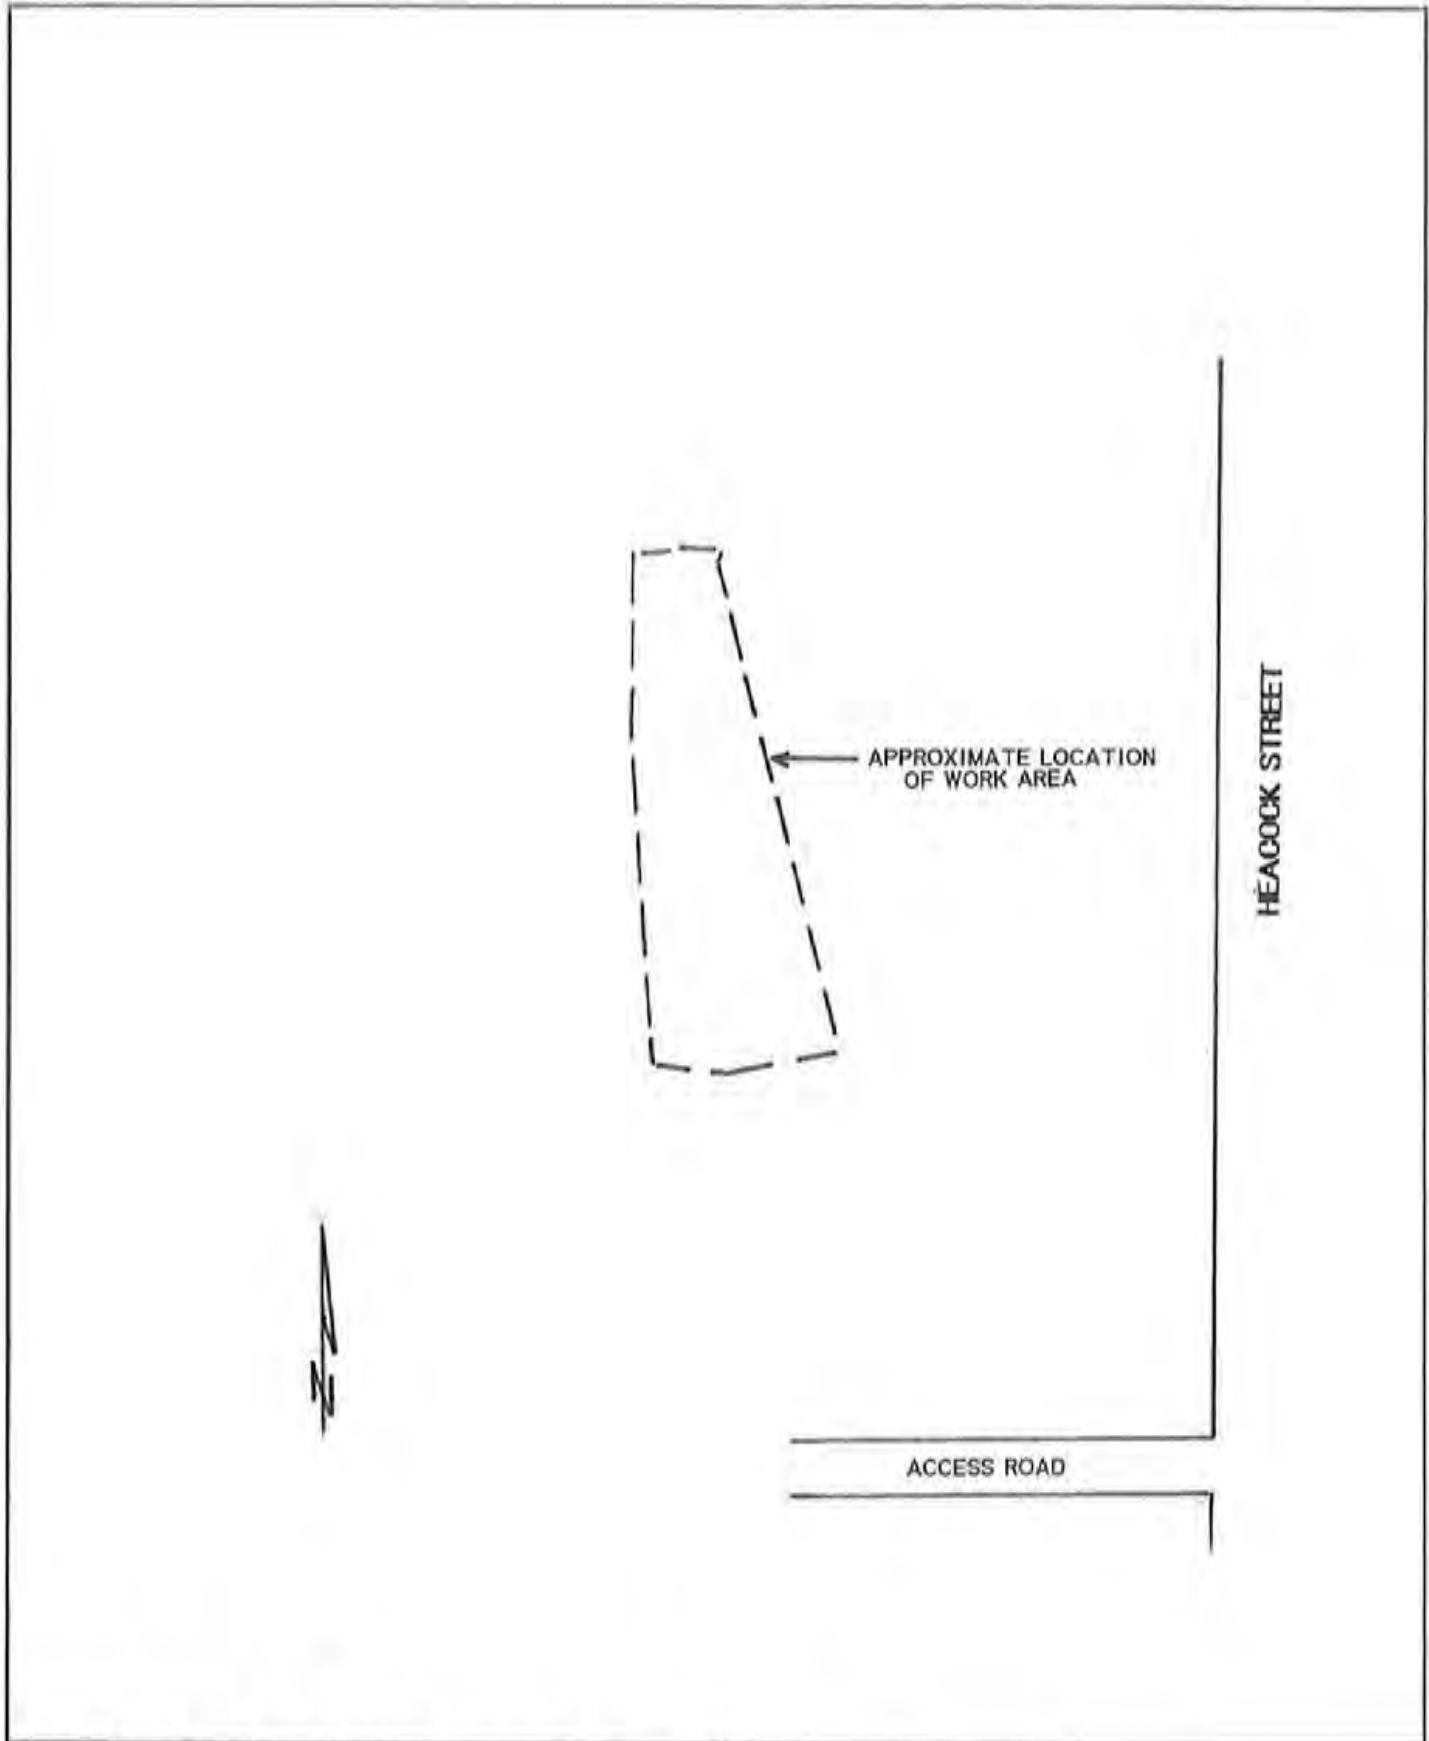 APPROXIMATE LOCATION
OF WORK AREA
HEACOCK STREET
N
ACCESS ROAD